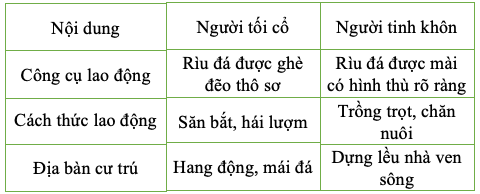 Nội dung
Người tối cổ
Người tinh khôn
Công cụ lao động
Rìu đá được ghè
đẽo thô sơ
Rìu đá được mài
có hình thù rõ ràng
Cách thức lao động
Săn bắt, hái lượm
Trồng trọt, chăn
nuôi
Địa bàn cư trú
Hang động, mái đá
Dựng lều nhà ven
sông